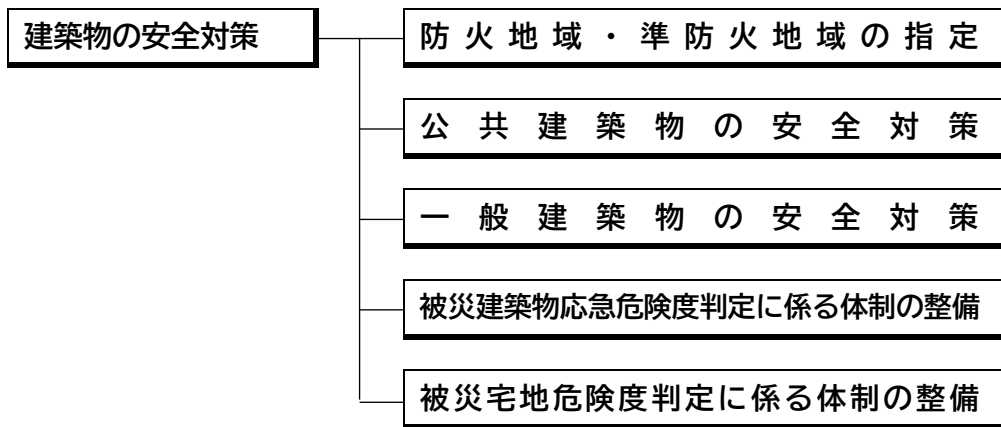 建築物の安全対策
防火地域・準防火地域の指定
公共建築物の安全対策
一般建築物の安全対策
被災建築物応急危険度判定に係る体制の整備
被災宅地危険度判定に係る体制の整備